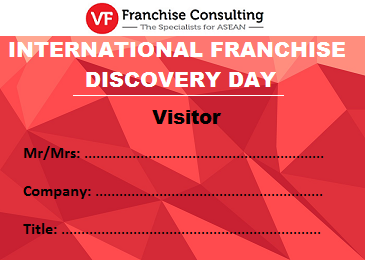 VF Franchise Consulting
The Specialists for ASEAN
INTERNATIONAL FRANCHISE
DISCOVERY DAY
Visitor
Mr/Mrs: ....................................................
Company: ..................................................
Title: .........................................................